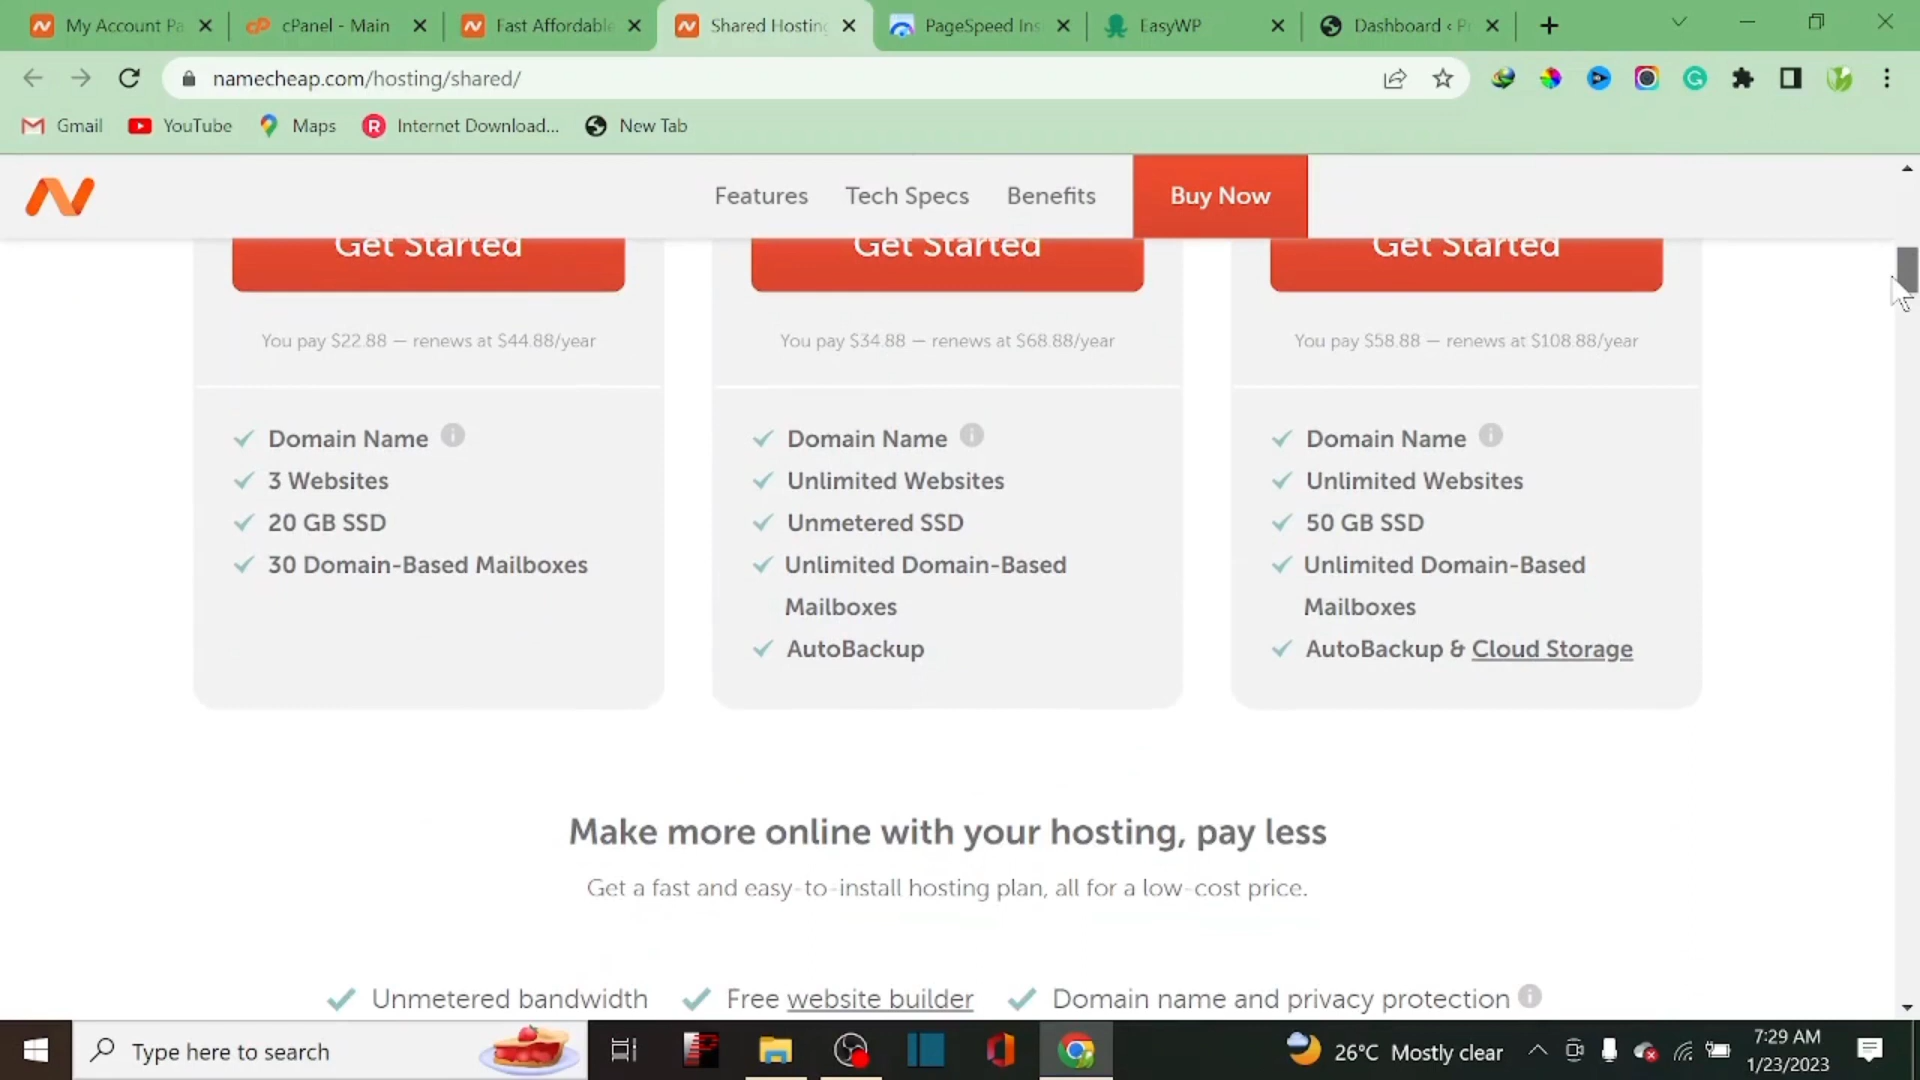 My Account Pa
cPanel - Main
Fast Affordable
Shared Hosting
PageSpeed Ins
EasyWP
Dashboard ‹ P
namecheap.com/hosting/shared/
Gmail
YouTube
Maps
Internet Download...
New Tab
Features
Tech Specs
Benefits
Buy Now
Get Started
Get Started
Get Started
You pay $22.88 — renews at $44.88/year
You pay $34.88 — renews at $68.88/year
You pay $58.88 — renews at $108.88/year
Domain Name
3 Websites
20 GB SSD
30 Domain-Based Mailboxes
Domain Name
Unlimited Websites
Unmetered SSD
Unlimited Domain-Based
Mailboxes
AutoBackup
Domain Name
Unlimited Websites
50 GB SSD
Unlimited Domain-Based
Mailboxes
AutoBackup & Cloud Storage
Make more online with your hosting, pay less
Get a fast and easy-to-install hosting plan, all for a low-cost price.
Unmetered bandwidth
Free website builder
Domain name and privacy protection
Type here to search
26°C Mostly clear
7:29 AM
1/23/2023